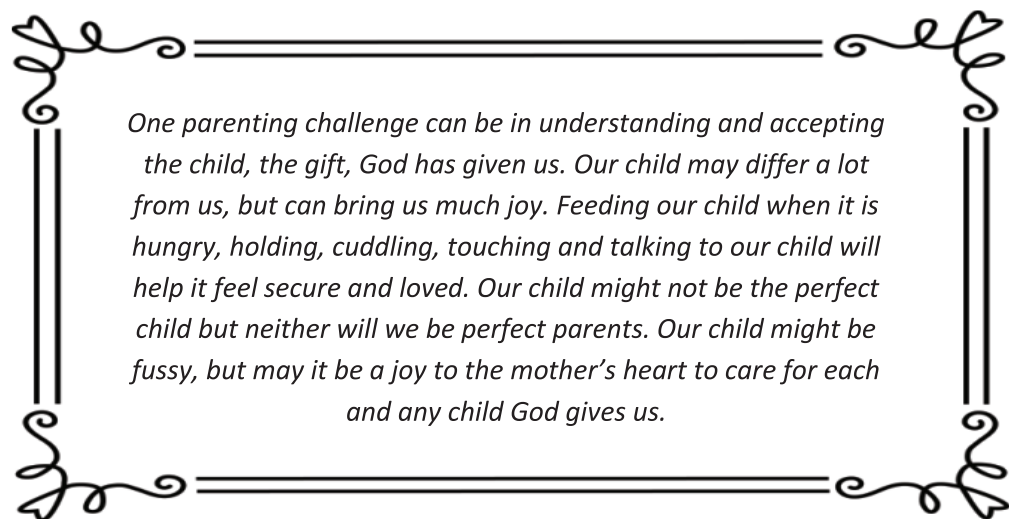 One parenting challenge can be in understanding and accepting
the child, the gift, God has given us. Our child may differ a lot
from us, but can bring us much joy. Feeding our child when it is
hungry, holding, cuddling, touching and talking to our child will
help it feel secure and loved. Our child might not be the perfect
child but neither will we be perfect parents. Our child might be
fussy, but may it be a joy to the mother’s heart to care for each
and any child God gives us.